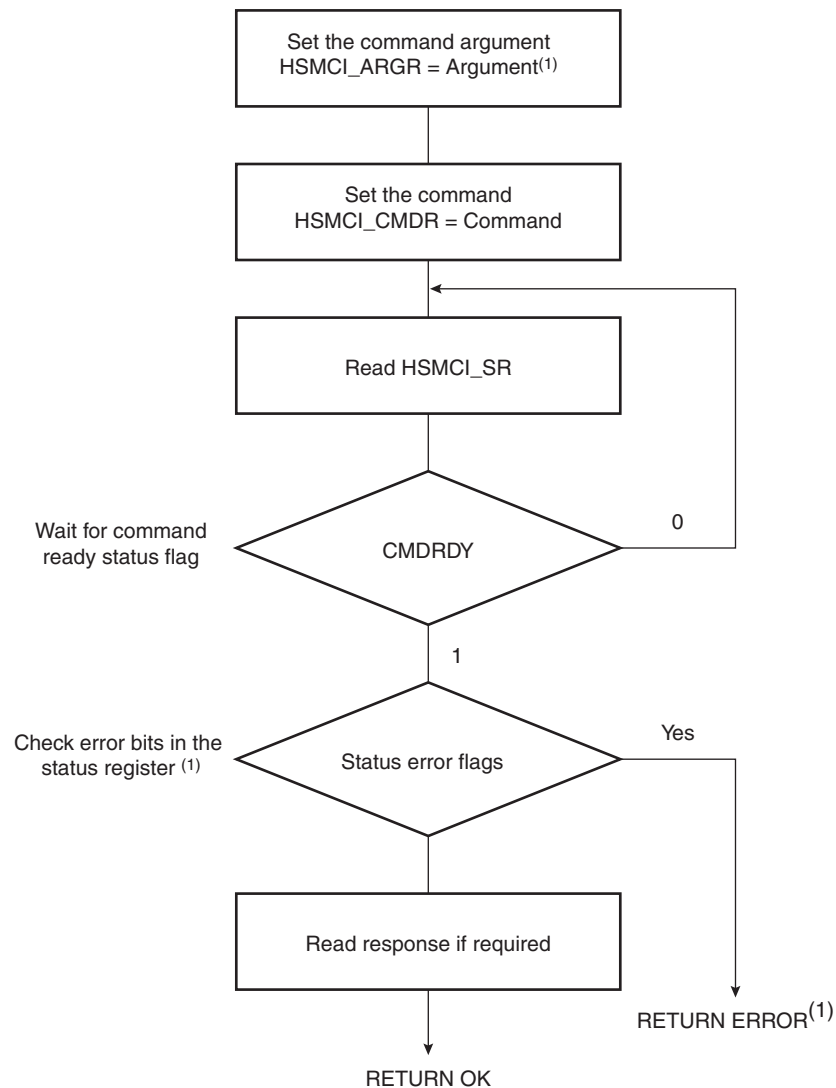 Set the command argument
HSMCI_ARGR = Argument(1)
Set the command
HSMCI_CMDR = Command
Read HSMCI_SR
Wait for command
ready status flag
CMDRDY
0
1
Check error bits in the
status register (1)
Status error flags
Yes
Read response if required
RETURN ERROR(1)
RETURN OK